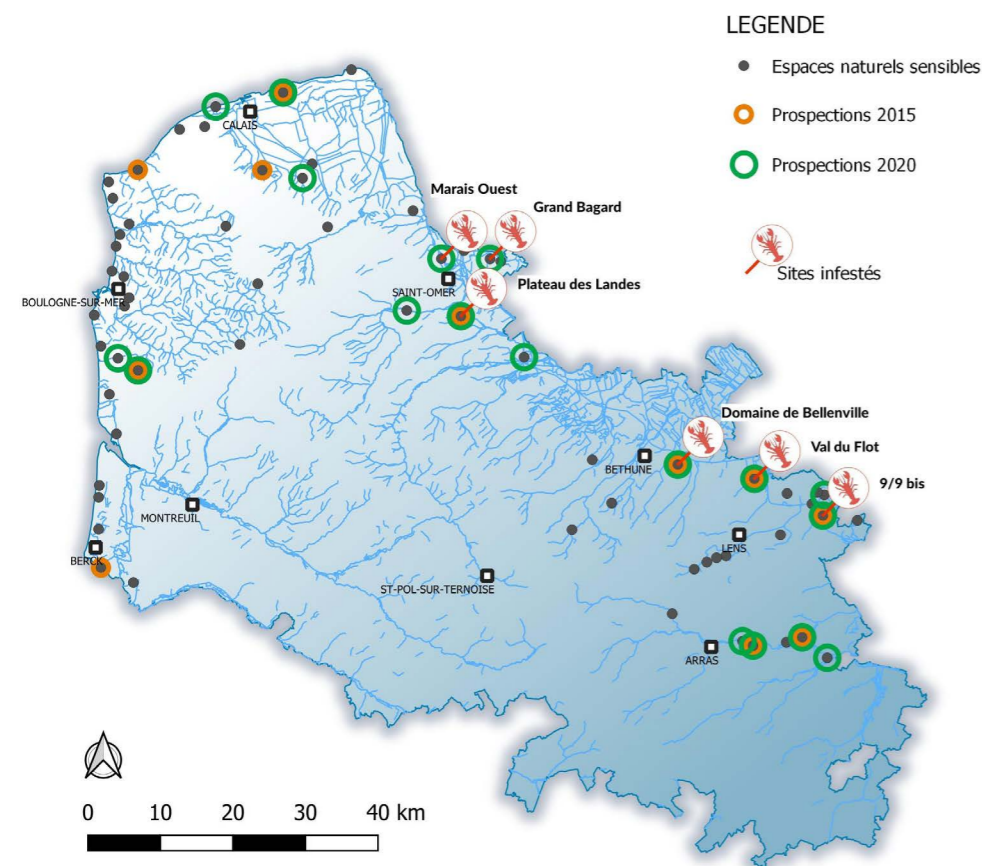 LEGENDE
Espaces naturels sensibles
Prospections 2015
Prospections 2020
Sites infestés
CALAIS
Marais Ouest
Grand Bagard
SAINT-OMER
Plateau des Landes
BOULOGNE-SUR-MER
Domaine de Bellenville
Val du Flot
BETHUNE
9/9 bis
MONTREUIL
LENS
BERCK
ST-POL-SUR-TERNOISE
ARRAS
0 10 20 30 40 km